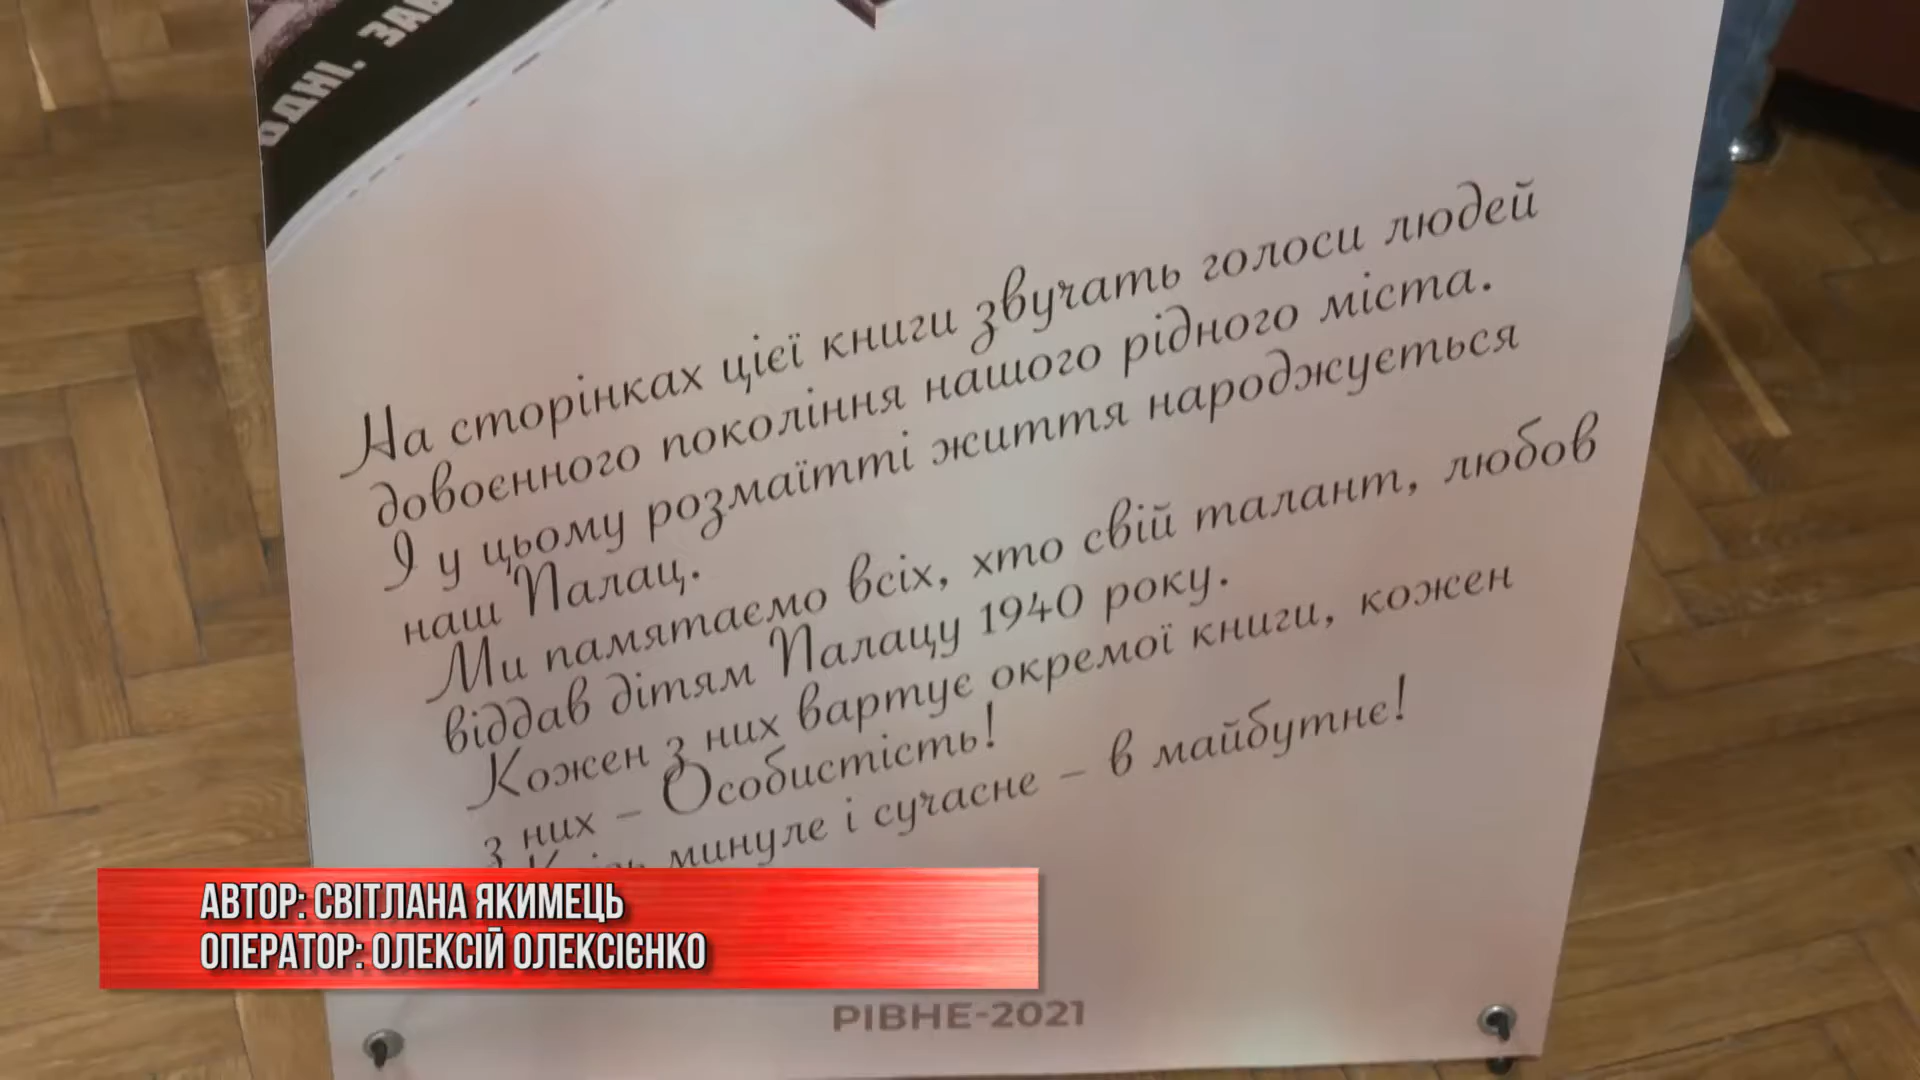 ОДНІ. ЗАВ
На сторінках цієї книги звучать голоси людей
довоєнного покоління нашого рідного міста.
І у цьому розмаїтті життя народжується
наш Палац.
Ми памятаємо всіх, хто свій талант, любов
віддав дітям Палацу 1940 року.
Кожен з них вартує окремої книги, кожен
з них – Особистість!
минуле і сучасне – в майбутнє!
АВТОР: СВІТЛАНА ЯКИМЕЦЬ
ОПЕРАТОР: ОЛЕКСІЙ ОЛЕКСІЄНКО
РІВНЕ-2021